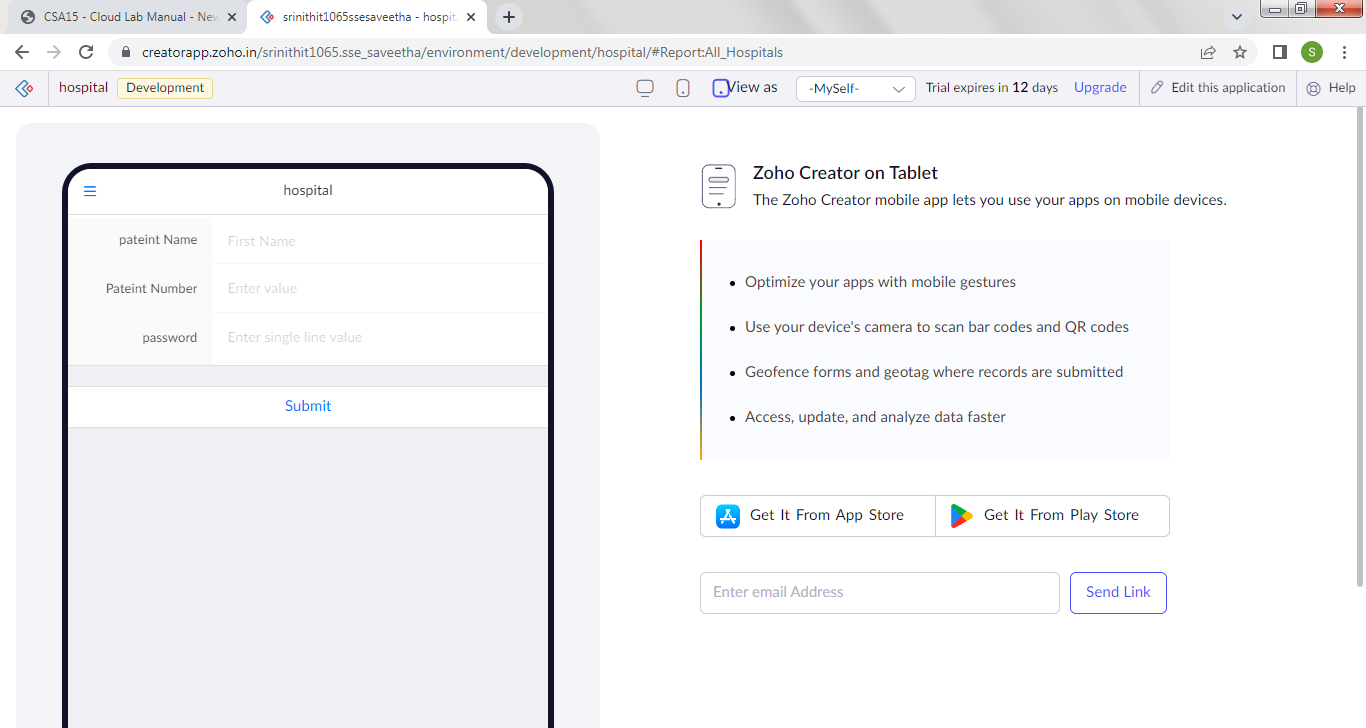 CSA15 - Cloud Lab Manual - New
srinithit1065ssesaveetha - hospit
creatorapp.zoho.in/srinithit1065.sse_saveetha/environment/development/hospital/#Report:All_Hospitals
S
hospital
Development
View as
-MySelf-
Trial expires in 12 days
Upgrade
Edit this application
Help
hospital
pateint Name
First Name
Pateint Number
Enter value
password
Enter single line value
Submit
Zoho Creator on Tablet
The Zoho Creator mobile app lets you use your apps on mobile devices.
Optimize your apps with mobile gestures
Use your device's camera to scan bar codes and QR codes
Geofence forms and geotag where records are submitted
Access, update, and analyze data faster
Get It From App Store
Get It From Play Store
Enter email Address
Send Link